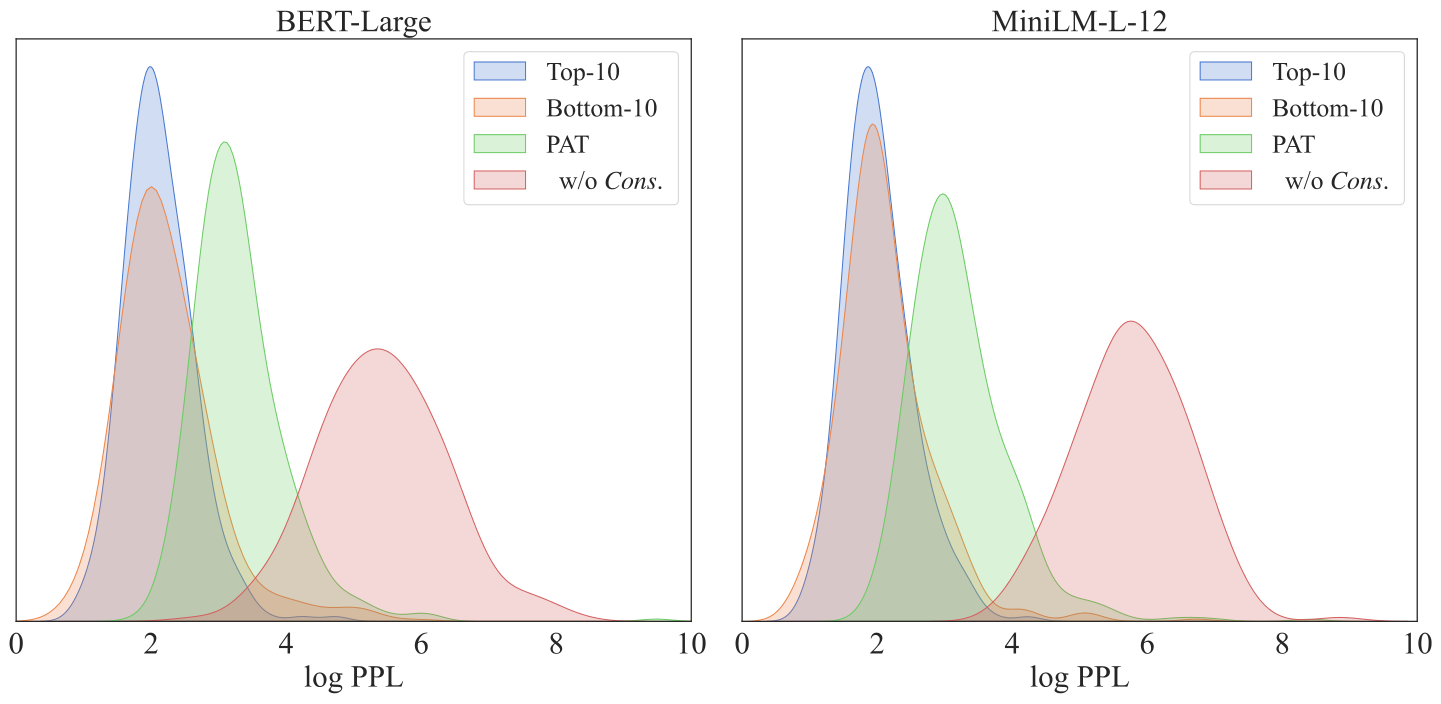 BERT-Large
Top-10
Bottom-10
PAT
w/o Cons.
0 2 4 6 8 10
log PPL
MiniLM-L-12
Top-10
Bottom-10
PAT
w/o Cons.
0 2 4 6 8 10
log PPL